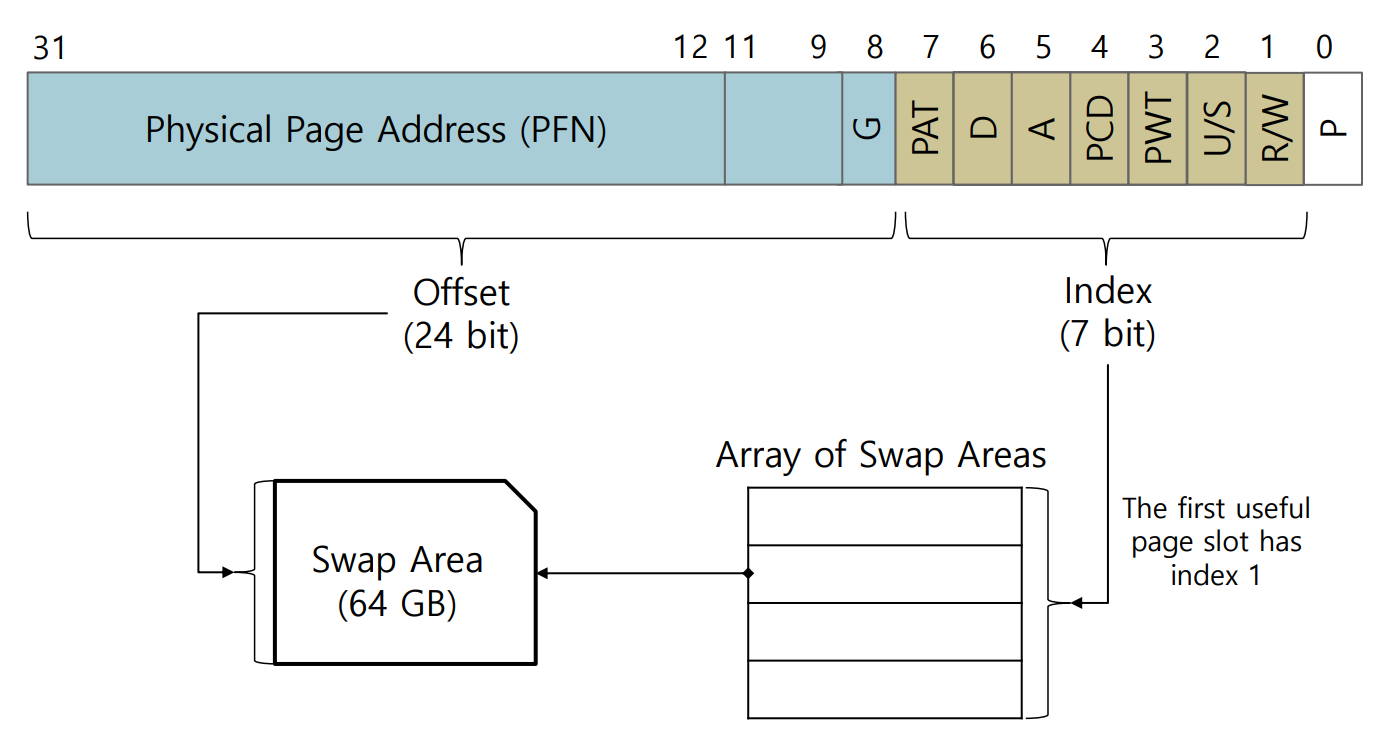 31 12 11 9 8 7 6 5 4 3 2 1 0
Physical Page Address (PFN) G PAT D A PCD PWT U/S R/W P
Offset
(24 bit)
Index
(7 bit)
Array of Swap Areas
The first useful
page slot has
index 1
Swap Area
(64 GB)